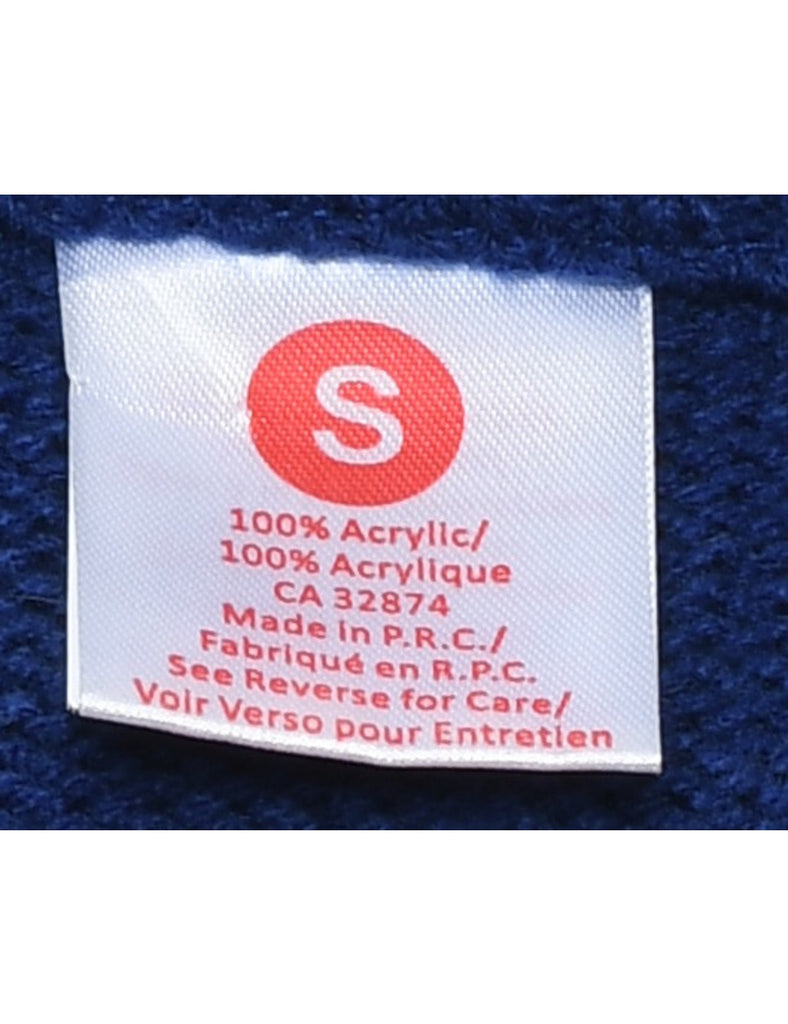 S
100% Acrylic/
100% Acrylique
CA 32874
Made in P.R.C./
Fabriqué en R.P.C.
See Reverse for Care/
Voir Verso pour Entretien